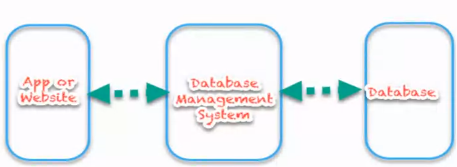 App or
Website
Database
Management
System
Database